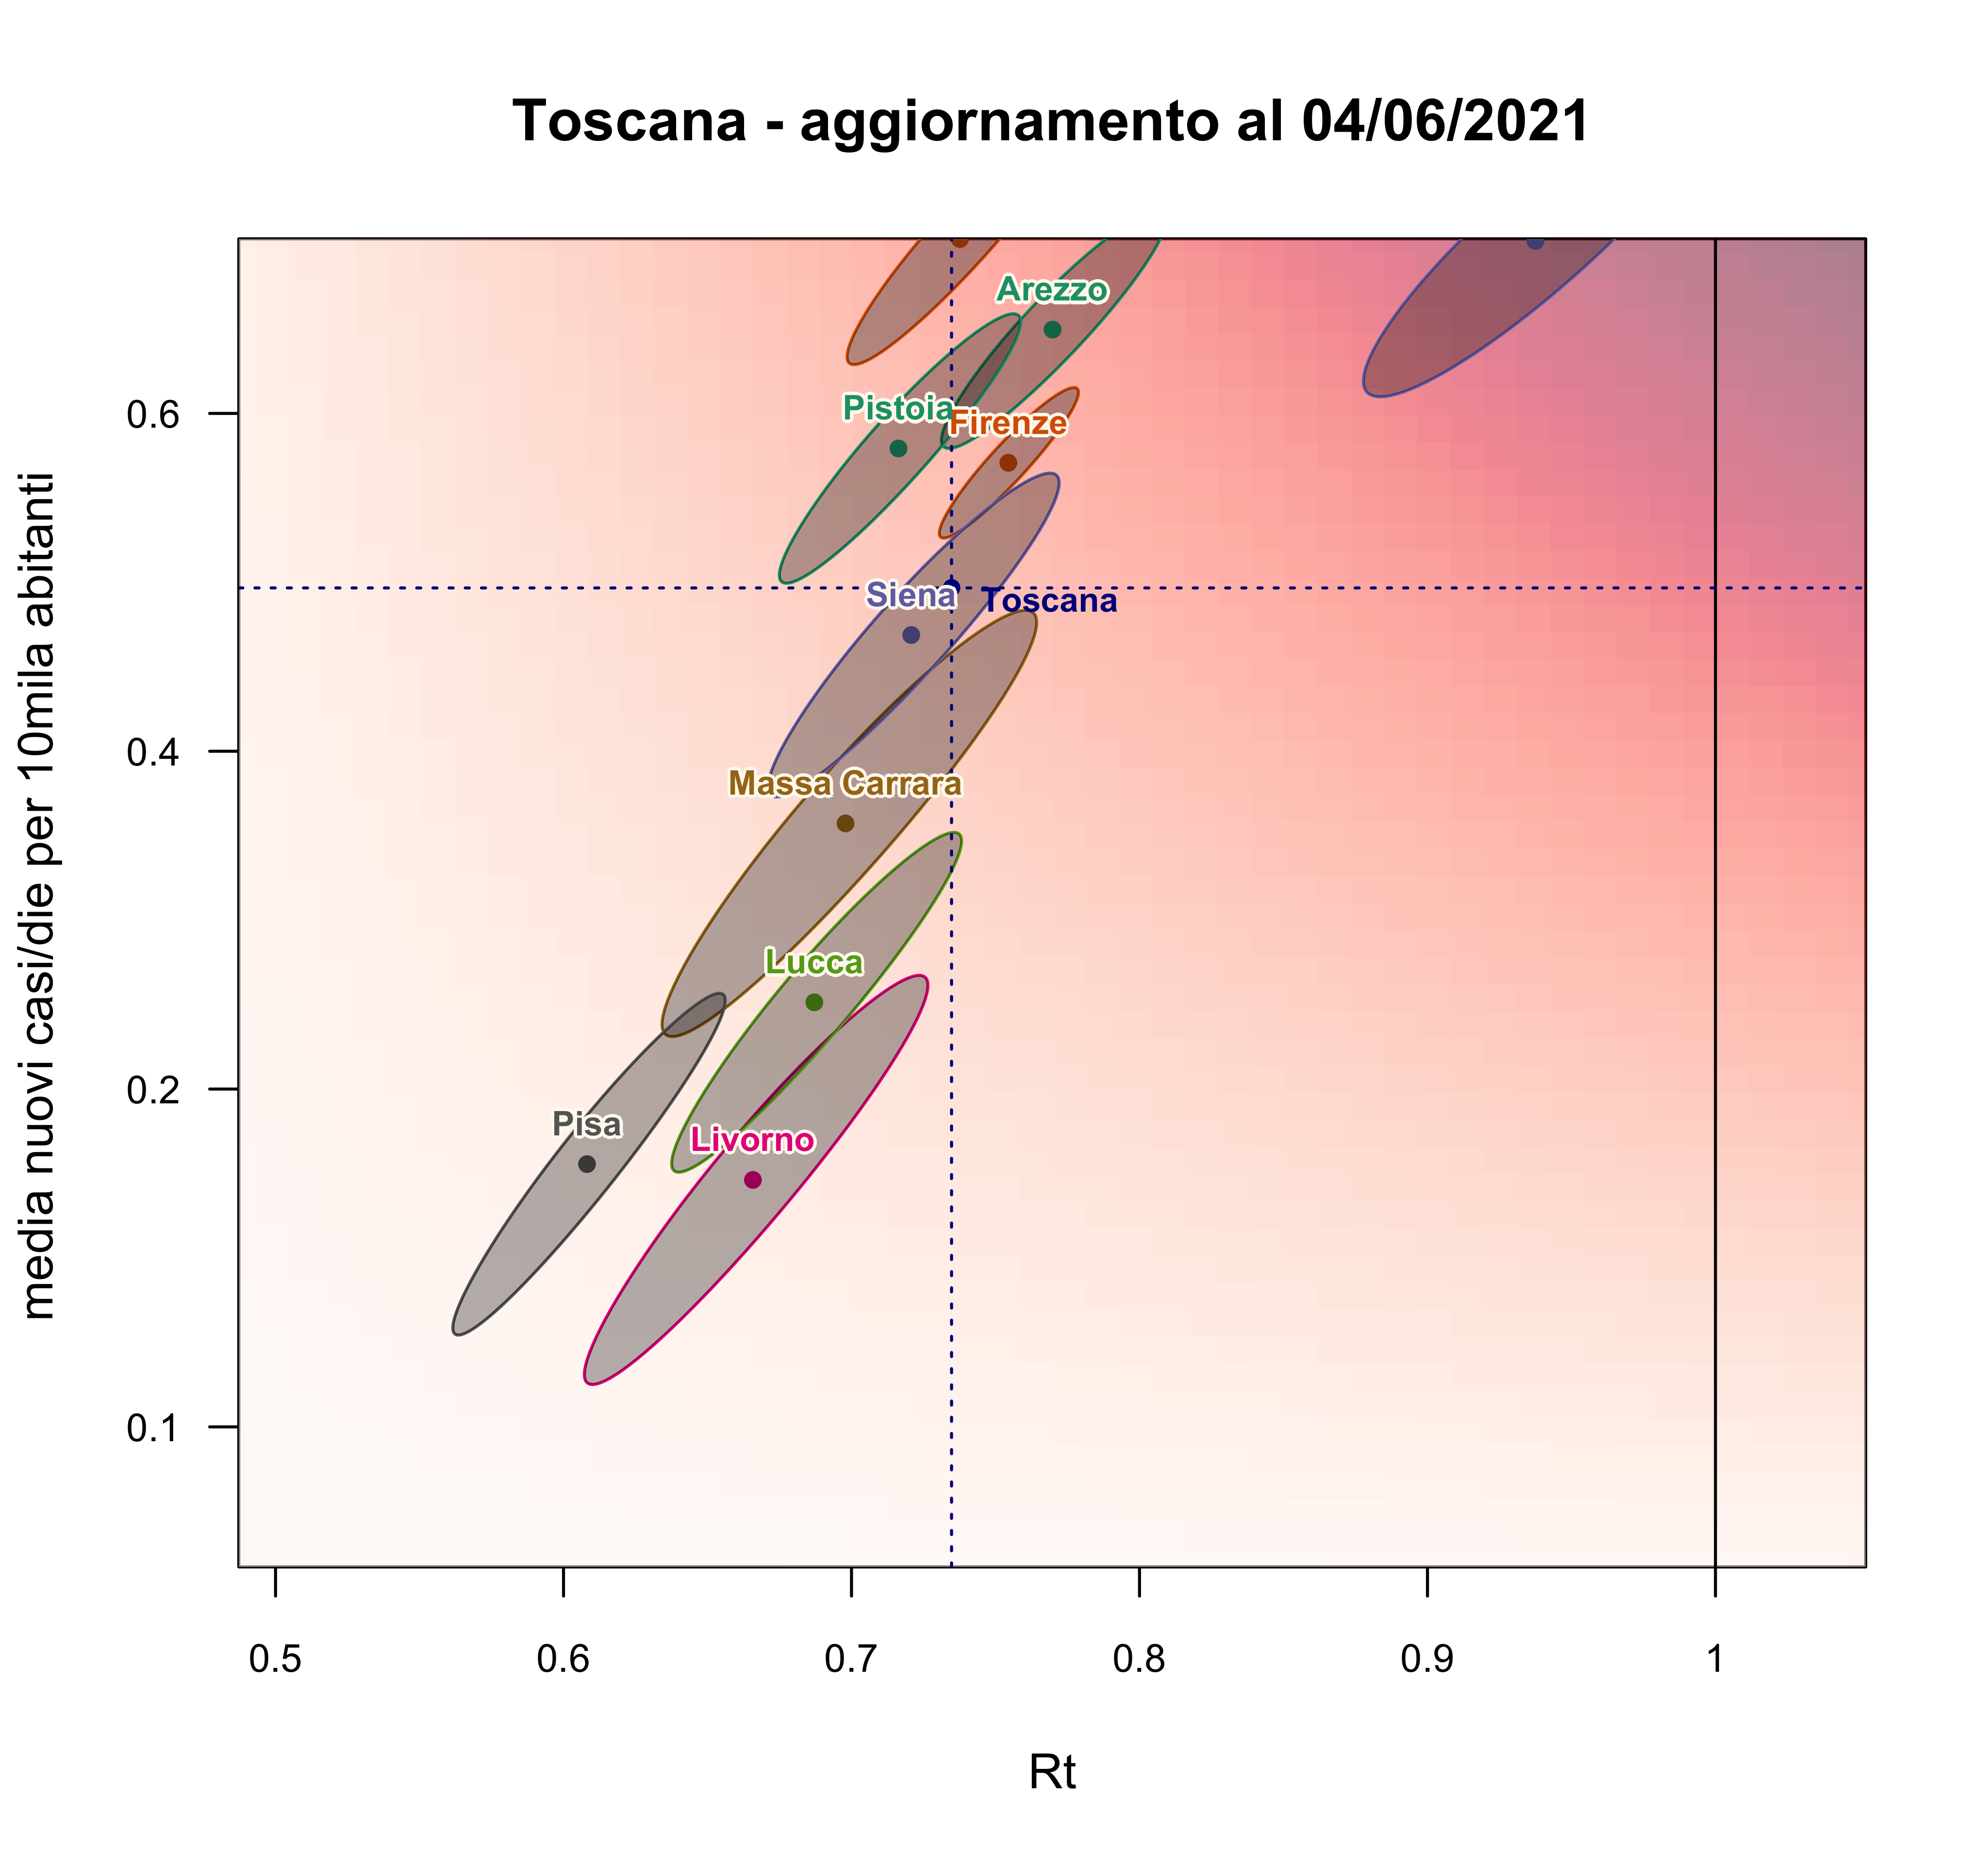 Toscana - aggiornamento al 04/06/2021
media nuovi casi/die per 10mila abitanti
0.6
0.4
0.2
0.1
Arezzo
Pistoia
Firenze
Siena
Toscana
Massa Carrara
Lucca
Pisa
Livorno
0.5 0.6 0.7 0.8 0.9 1
Rt